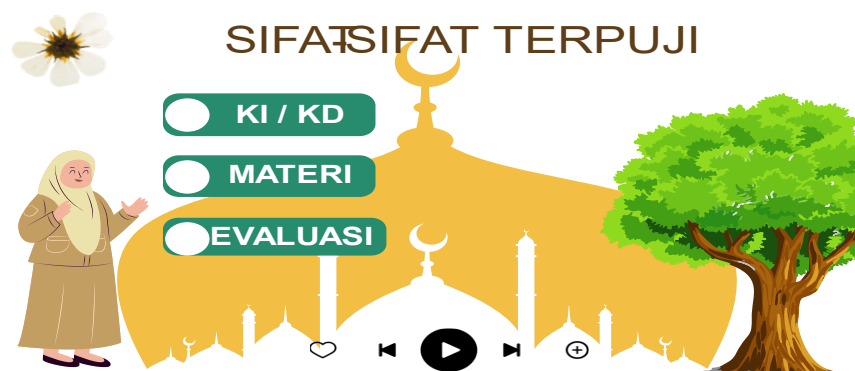 SIFAT-SIFAT TERPUJI
KI / KD
MATERI
EVALUASI